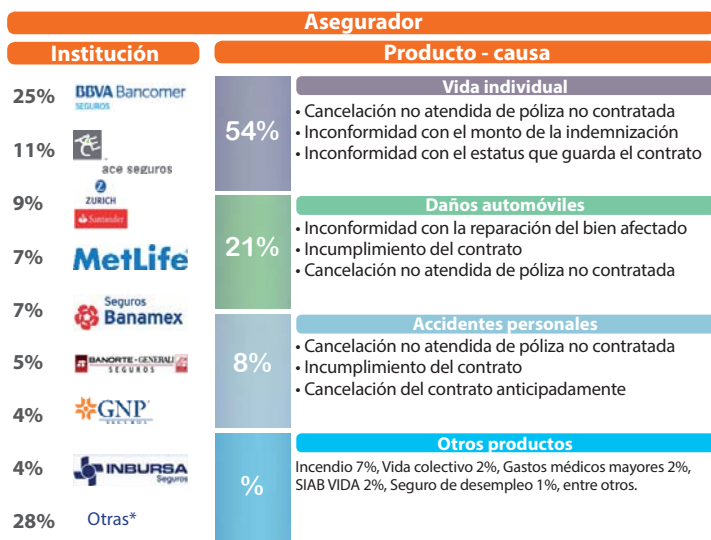 Asegurador
Institución
25%
BBVA Bancomer
SEGUROS
11%
ace seguros
9%
ZURICH
Santander
7%
MetLife
7%
Seguros
Banamex
5%
BANORTE - GENERALI
SEGUROS
4%
GNP
SEGUROS
4%
INBURSA
Seguros
28%
Otras*
Producto - causa
54%
Vida individual
• Cancelación no atendida de póliza no contratada
• Inconformidad con el monto de la indemnización
• Inconformidad con el estatus que guarda el contrato
21%
Daños automóviles
• Inconformidad con la reparación del bien afectado
• Incumplimiento del contrato
• Cancelación no atendida de póliza no contratada
8%
Accidentes personales
• Cancelación no atendida de póliza no contratada
• Incumplimiento del contrato
• Cancelación del contrato anticipadamente
%
Otros productos
Incendio 7%, Vida colectivo 2%, Gastos médicos mayores 2%,
SIAB VIDA 2%, Seguro de desempleo 1%, entre otros.